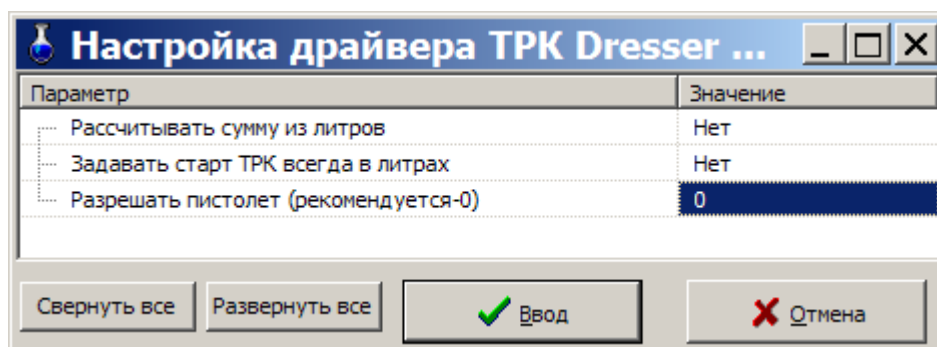 Настройка драйвера ТРК Dresser ...
Параметр Значение
Рассчитывать сумму из литров Нет
Задавать старт ТРК всегда в литрах Нет
Разрешать пистолет (рекомендуется-0) 0
Свернуть все Развернуть все Ввод Отмена